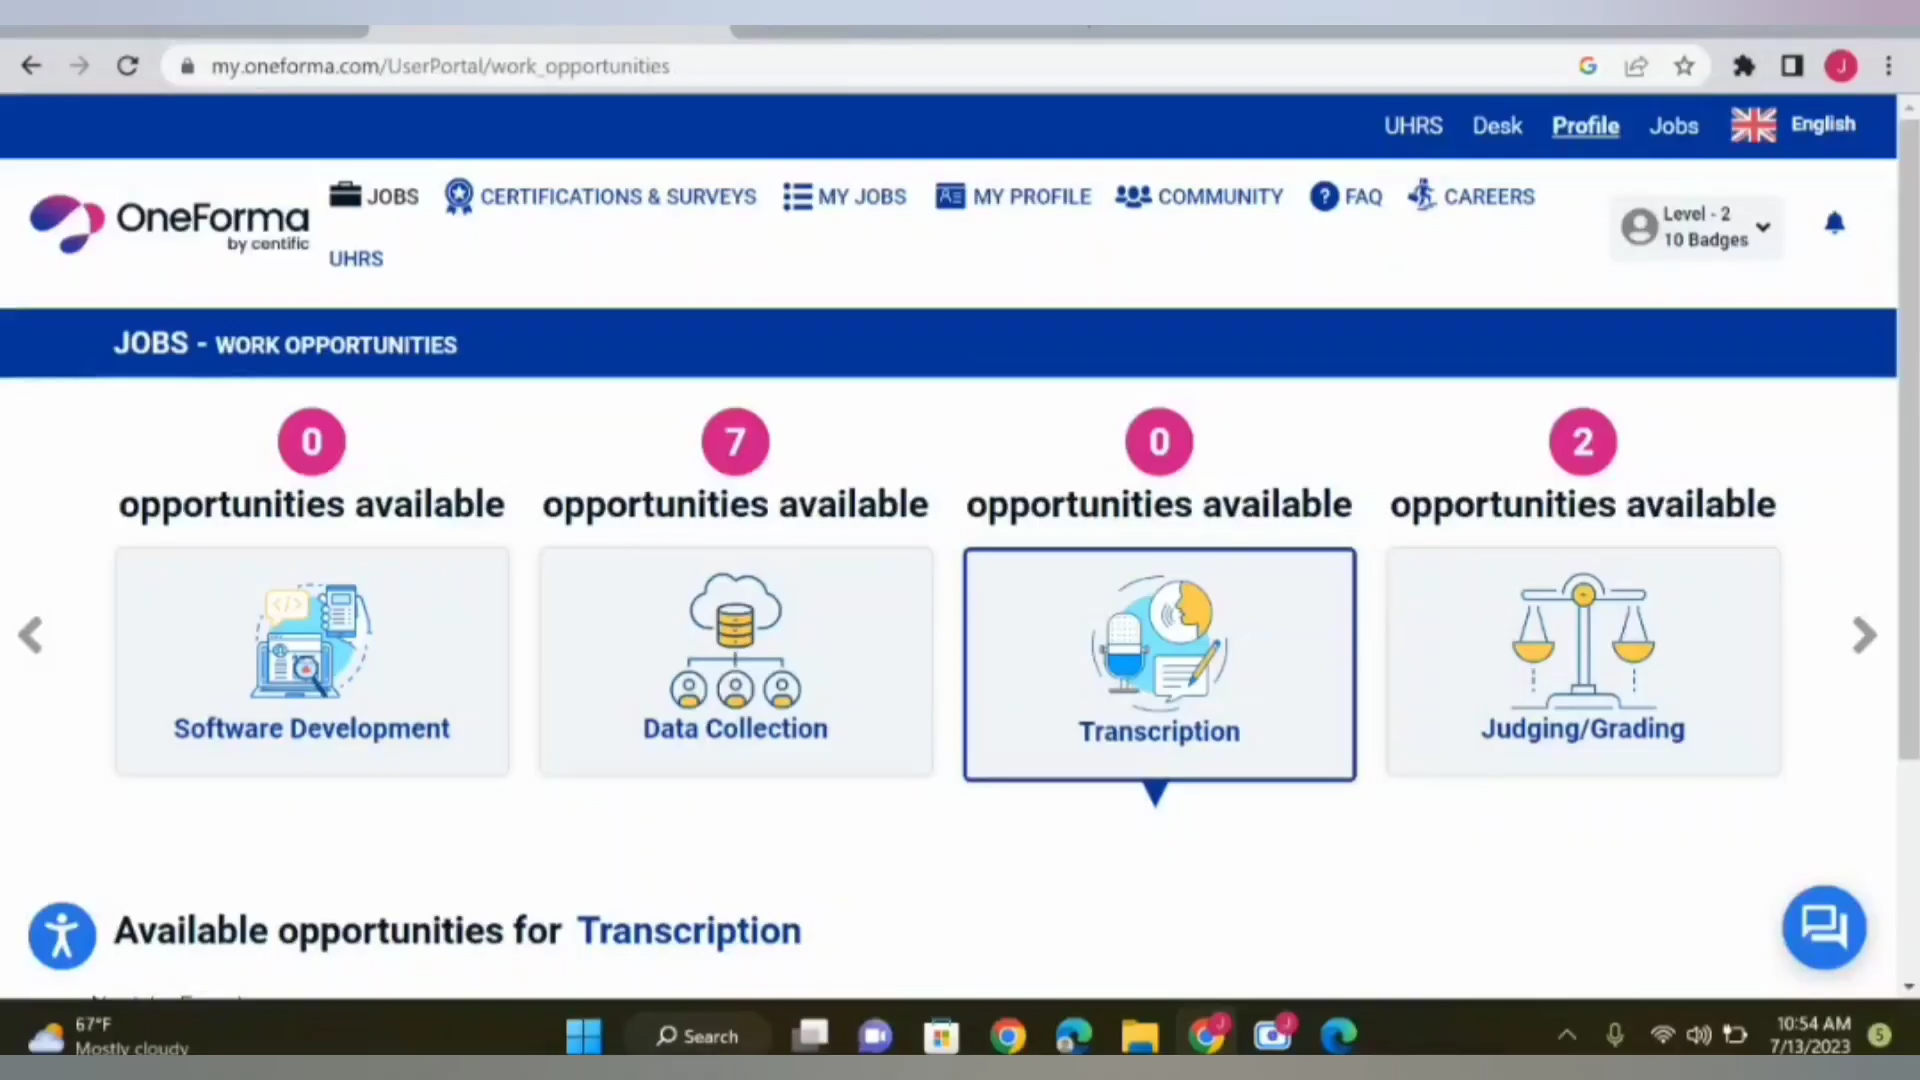 my.oneforma.com/UserPortal/work_opportunities
G
J
UHRS Desk Profile Jobs English
JOBS CERTIFICATIONS & SURVEYS MY JOBS MY PROFILE COMMUNITY ? FAQ CAREERS
OneForma
by centific
UHRS
Level - 2
10 Badges
JOBS - WORK OPPORTUNITIES
0 7 0 2
opportunities available opportunities available opportunities available opportunities available
Software Development Data Collection Transcription Judging/Grading
Available opportunities for Transcription
67°F
Mostly cloudy
Search
J
J
10:54 AM
7/13/2023
5